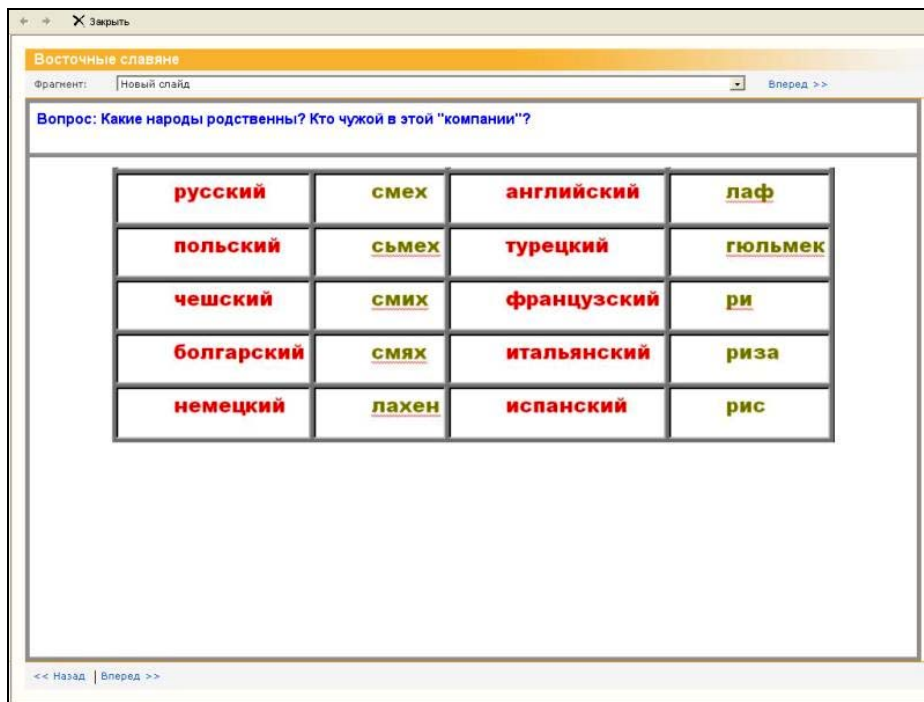 Закрыть
Восточные славяне
Фрагмент: Новый слайд Вперед >>
Вопрос: Какие народы родственны? Кто чужой в этой "компании"?
русский смех английский лаф
польский сьмех турецкий гюльмек
чешский смих французский ри
болгарский смях итальянский риза
немецкий лахен испанский рис
<< Назад | Вперед >>